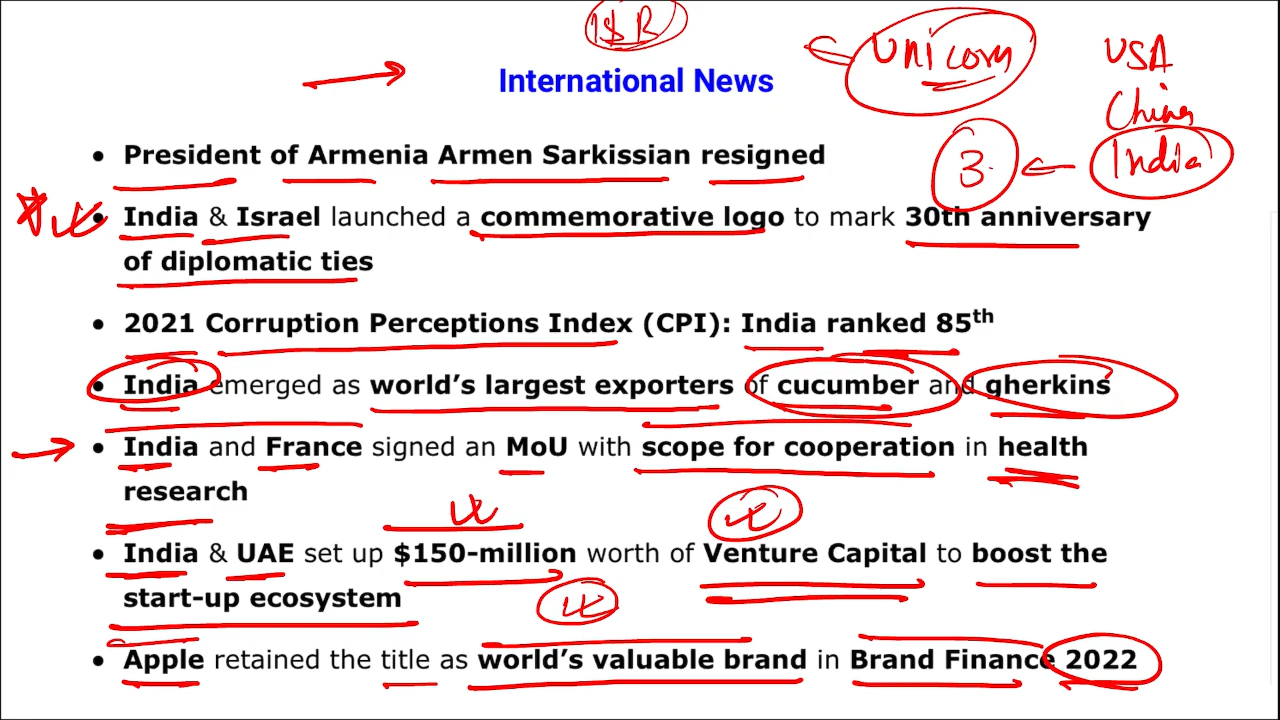 1$ B
Unicorn
USA
China
India
3
International News
• President of Armenia Armen Sarkissian resigned
• India & Israel launched a commemorative logo to mark 30th anniversary
of diplomatic ties
• 2021 Corruption Perceptions Index (CPI): India ranked 85th
• India emerged as world's largest exporters of cucumber and gherkins
• India and France signed an MoU with scope for cooperation in health
research
• India & UAE set up $150-million worth of Venture Capital to boost the
start-up ecosystem
• Apple retained the title as world's valuable brand in Brand Finance 2022